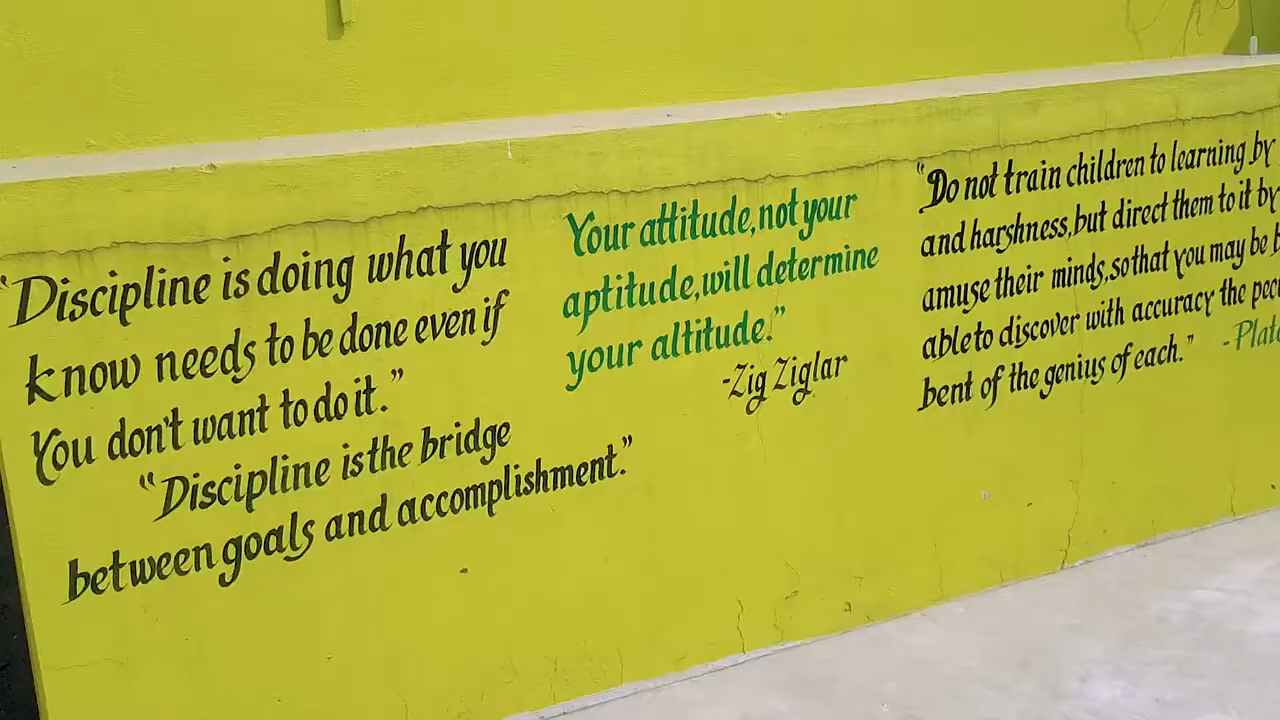 "Discipline is doing what you
know needs to be done even if
You don't want to do it."
"Discipline is the bridge
between goals and accomplishment."
Your attitude, not your
aptitude, will determine
your altitude."
-Zig Ziglar
"Do not train children to learning by
and harshness, but direct them to it by
amuse their minds, so that you may be
able to discover with accuracy the
bent of the genius of each."